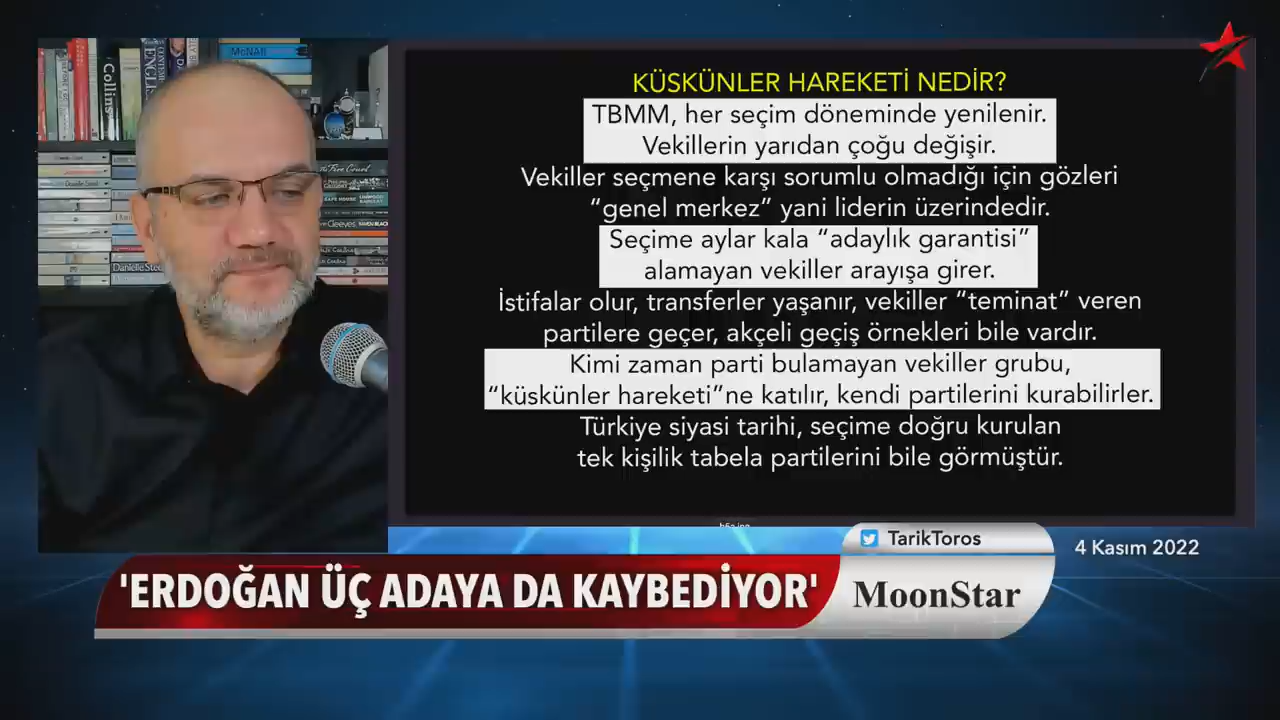 KÜSKÜNLER HAREKETİ NEDİR?
TBMM, her seçim döneminde yenilenir.
Vekillerin yarıdan çoğu değişir.
Vekiller seçmene karşı sorumlu olmadığı için gözleri
“genel merkez” yani liderin üzerindedir.
Seçime aylar kala “adaylık garantisi”
alamayan vekiller arayışa girer.
İstifalar olur, transferler yaşanır, vekiller “teminat” veren
partilere geçer, akçeli geçiş örnekleri bile vardır.
Kimi zaman parti bulamayan vekiller grubu,
“küskünler hareketi”ne katılır, kendi partilerini kurabilirler.
Türkiye siyasi tarihi, seçime doğru kurulan
tek kişilik tabela partilerini bile görmüştür.
TarikToros
4 Kasım 2022
'ERDOĞAN ÜÇ ADAYA DA KAYBEDİYOR'
MoonStar
Collins